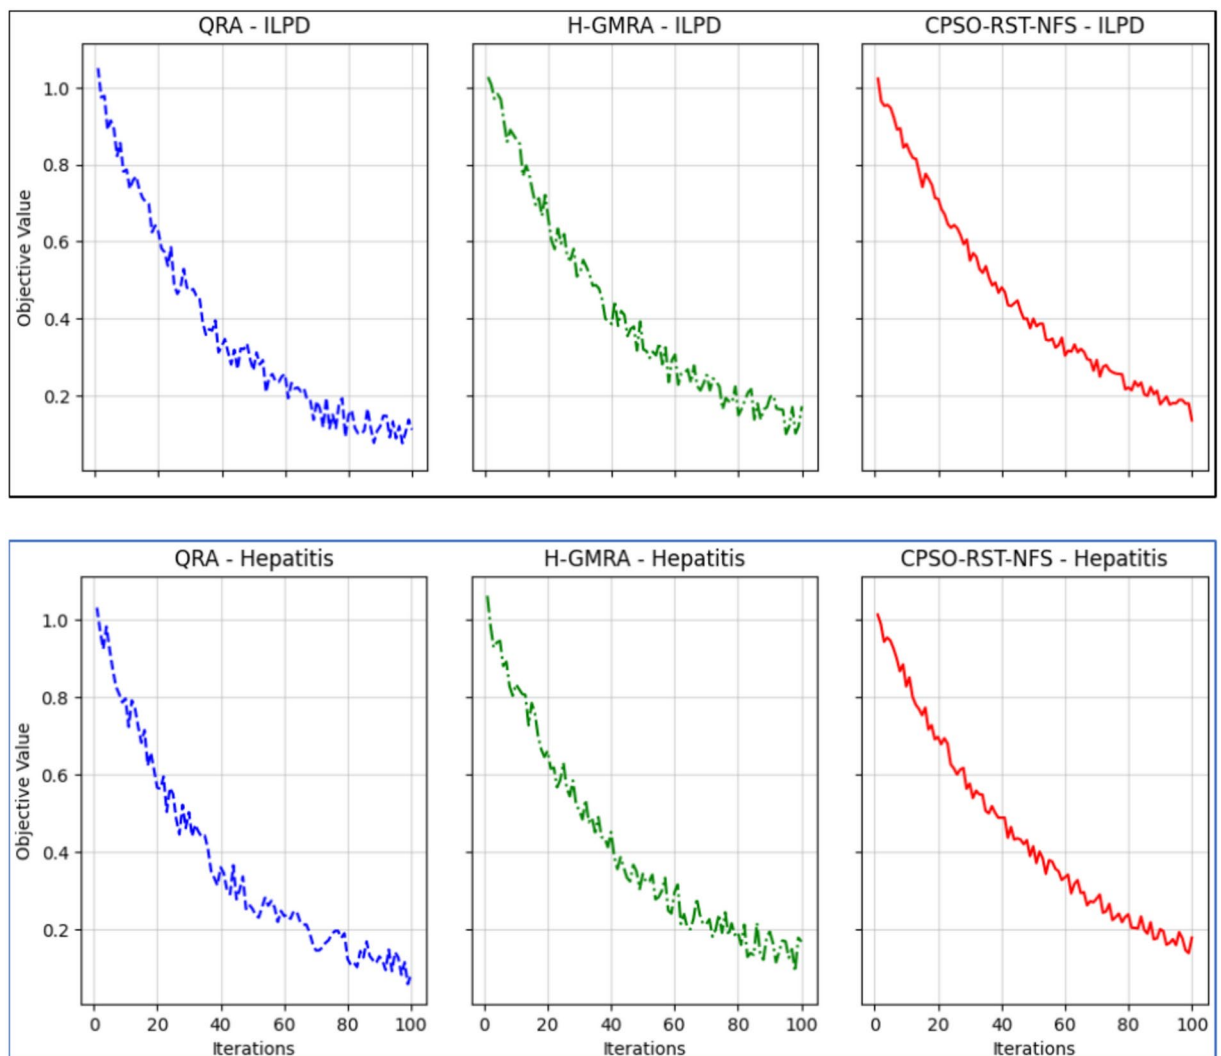 QRA - ILPD
H-GMRA - ILPD
CPSO-RST-NFS - ILPD
Objective Value
1.0
0.8
0.6
0.4
0.2
QRA - Hepatitis
H-GMRA - Hepatitis
CPSO-RST-NFS - Hepatitis
Objective Value
1.0
0.8
0.6
0.4
0.2
0 20 40 60 80 100
0 20 40 60 80 100
0 20 40 60 80 100
Iterations
Iterations
Iterations